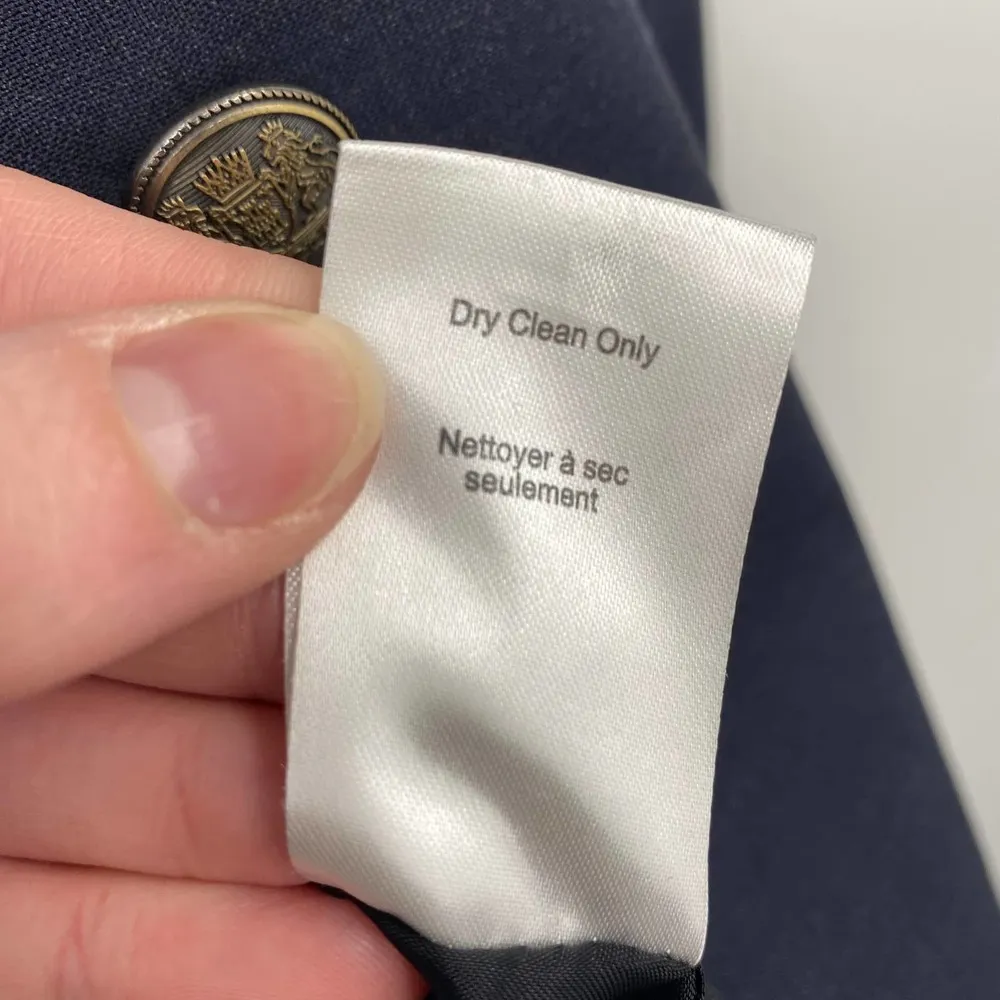 Dry Clean Only
Nettoyer à sec
seulement